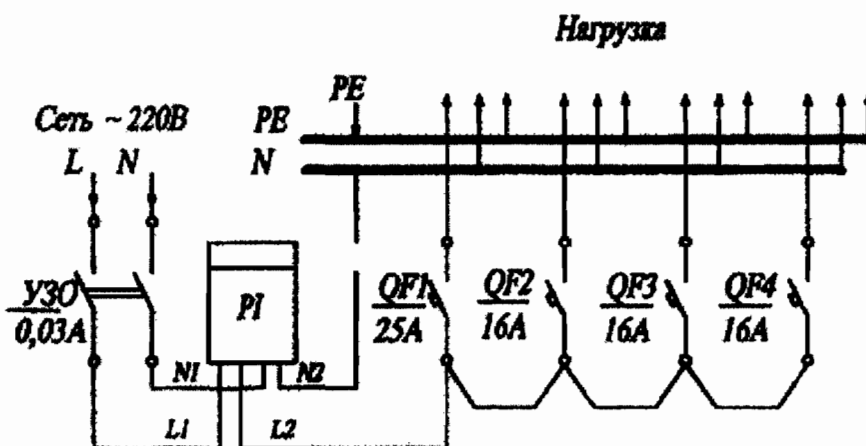 Нагрузка
PE
Сеть ~ 220В
PE
L N
N
УЗО
0,03А
PI
QF1
25А
QF2
16А
QF3
16А
QF4
16А
N1
N2
L1
L2